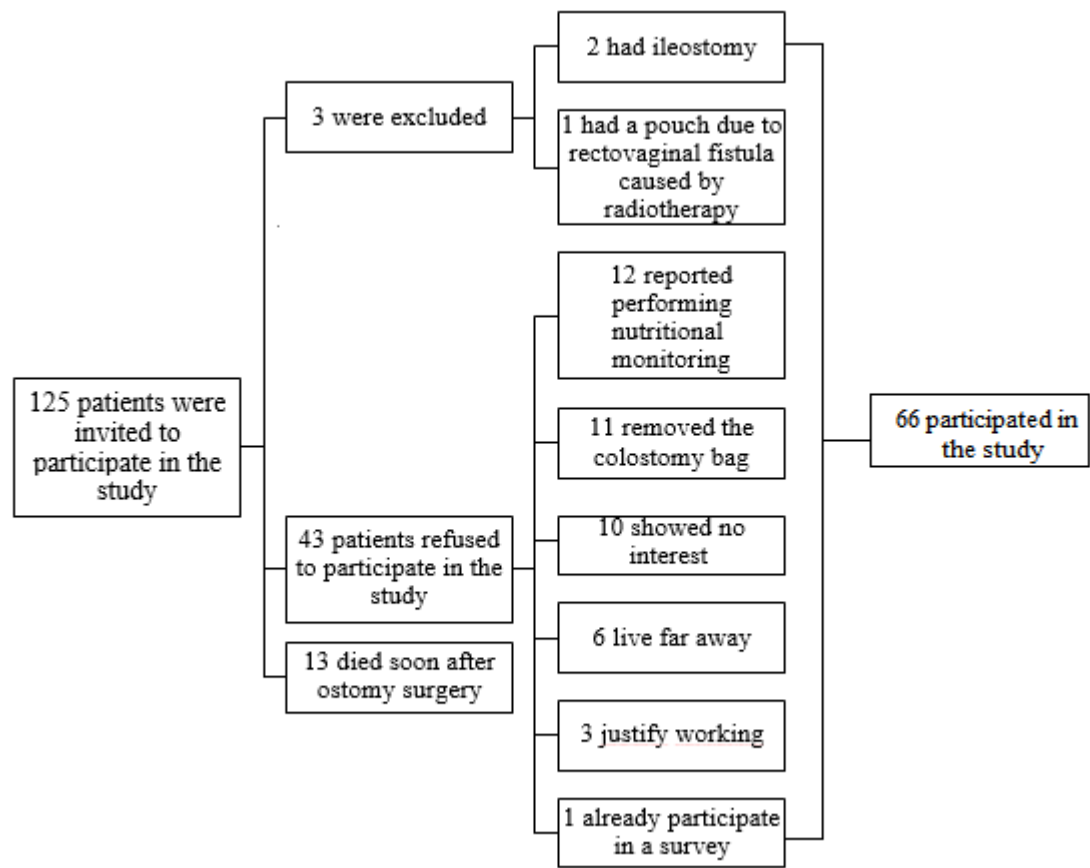 125 patients were
invited to
participate in the
study
3 were excluded
43 patients refused
to participate in the
study
13 died soon after
ostomy surgery
2 had ileostomy
1 had a pouch due to
rectovaginal fistula
caused by
radiotherapy
12 reported
performing
nutritional
monitoring
11 removed the
colostomy bag
10 showed no
interest
6 live far away
3 justify working
1 already participate
in a survey
66 participated in
the study